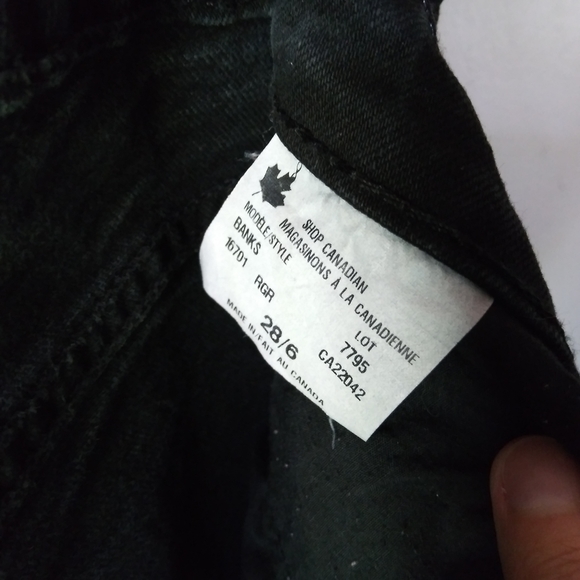 SHOP CANADIAN
MAGASINONS À LA CANADIENNE
MODÈLE/STYLE LOT
BANKS 7795
16701 RGR CA22042
28/6
MADE IN/FAIT AU CANADA